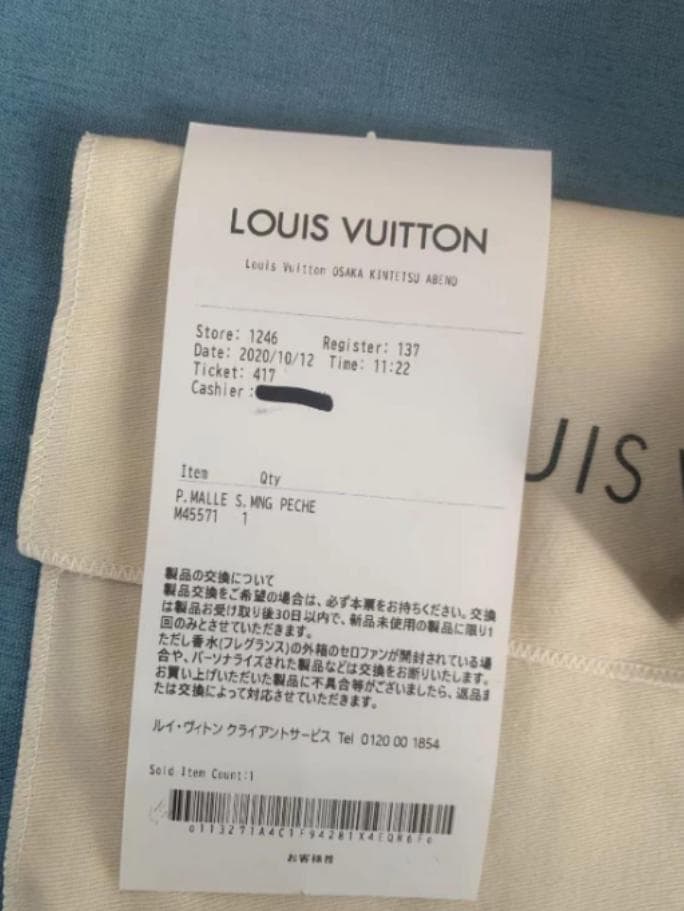 LOUIS VUITTON
Louis Vuitton OSAKA KINTETSU ABENO
Store: 1246 Register: 137
Date: 2020/10/12 Time: 11:22
Ticket: 417
Cashier:
Item Qty
P.MALLE S.MNG PECHE
M45571 1
製品の交換について
製品交換をご希望の場合は、必ず本票をお持ちください。交換
は製品お受け取り後30日以内で、新品未使用の製品に限り1
回のみとさせていただきます。
ただし香水(フレグランス)の外箱のセロファンが開封されている場
合や、パーソナライズされた製品などは交換をお断りいたします。
お買い上げいただいた製品に不具合等がございましたら、返品ま
たは交換によって対応させていただきます。
ルイ・ヴィトン クライアントサービス Tel 0120 00 1854
Sold Item Count:1
お客様用
UIS V